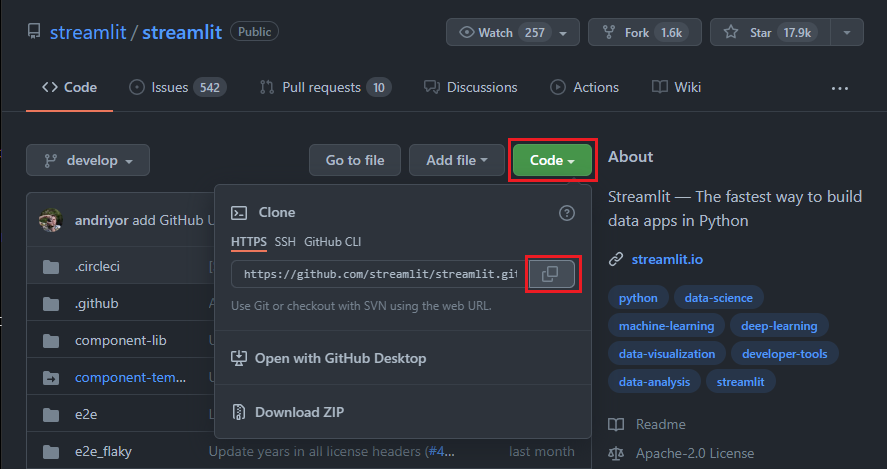 streamlit / streamlit Public
Watch 257
Fork 1.6k
Star 17.9k
Code
Issues 542
Pull requests 10
Discussions
Actions
Wiki
develop
Go to file
Add file
Code
andriyor add GitHub U
.circleci
.github
component-lib
component-tem...
e2e
e2e_flaky
Update years in all license headers (#4...
last month
Clone
HTTPS SSH GitHub CLI
https://github.com/streamlit/streamlit.git
Use Git or checkout with SVN using the web URL.
Open with GitHub Desktop
Download ZIP
About
Streamlit — The fastest way to build
data apps in Python
streamlit.io
python data-science
machine-learning deep-learning
data-visualization developer-tools
data-analysis streamlit
Readme
Apache-2.0 License